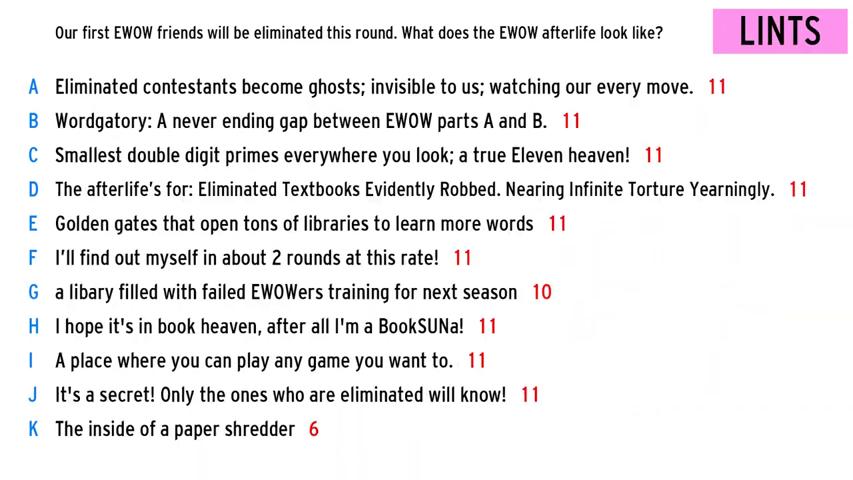 Our first EWOW friends will be eliminated this round. What does the EWOW afterlife look like?
LINTS
A Eliminated contestants become ghosts; invisible to us; watching our every move. 11
B Wordgatory: A never ending gap between EWOW parts A and B. 11
C Smallest double digit primes everywhere you look; a true Eleven heaven! 11
D The afterlife's for: Eliminated Textbooks Evidently Robbed. Nearing Infinite Torture Yearningly. 11
E Golden gates that open tons of libraries to learn more words 11
F I'll find out myself in about 2 rounds at this rate! 11
G a libary filled with failed EWOWers training for next season 10
H I hope it's in book heaven, after all I'm a BookSUNa! 11
I A place where you can play any game you want to. 11
J It's a secret! Only the ones who are eliminated will know! 11
K The inside of a paper shredder 6